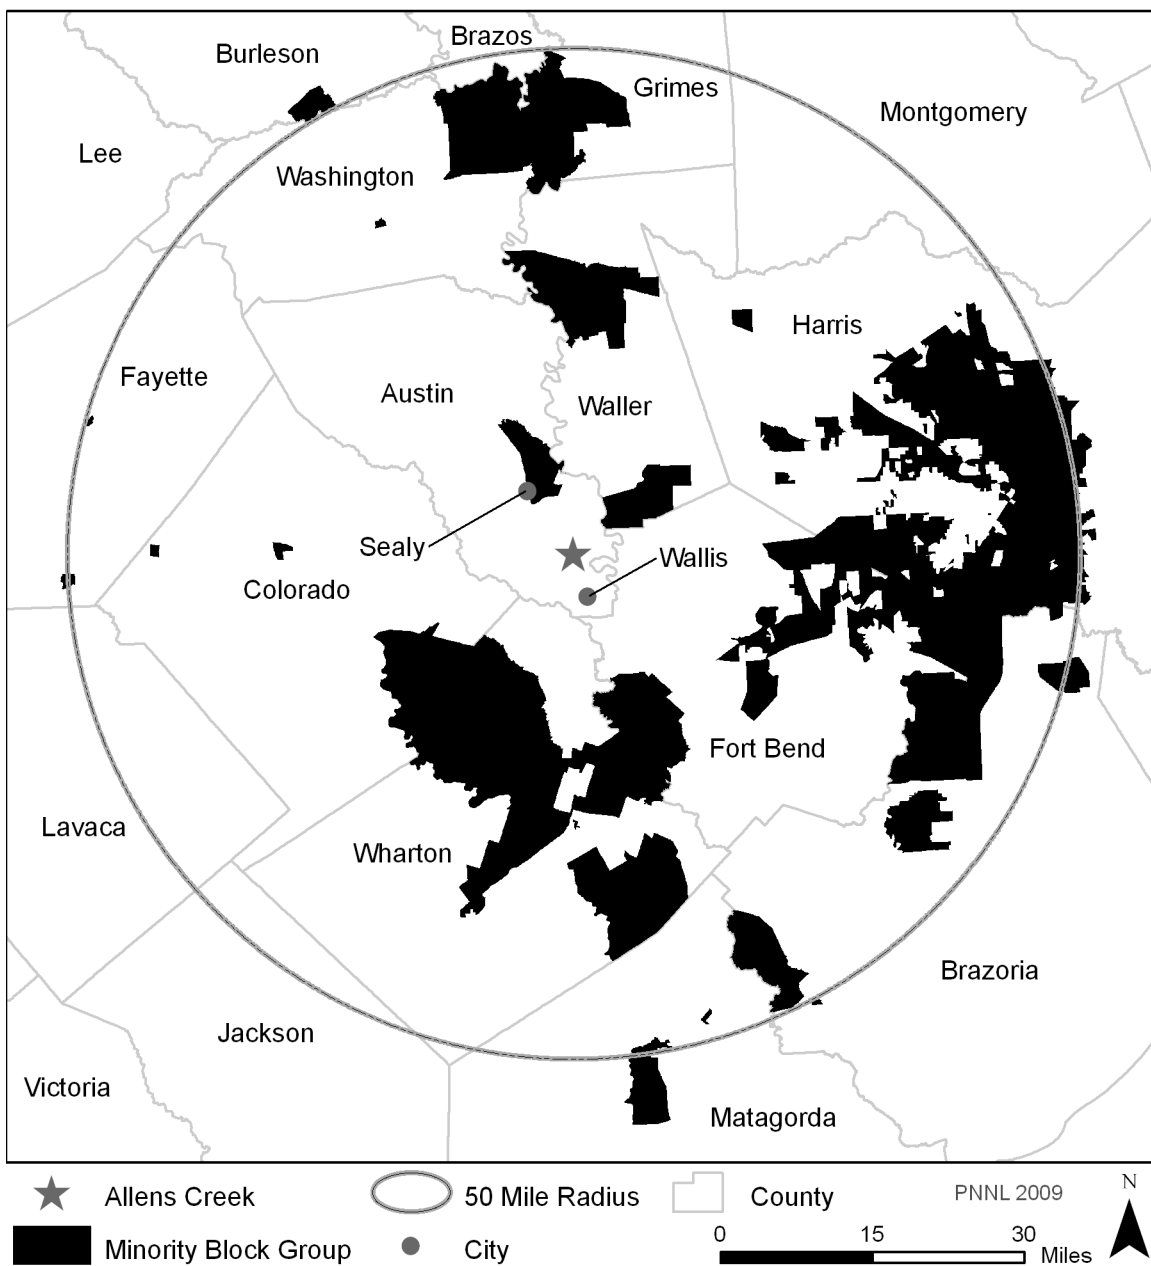 Brazos
Burleson
Grimes
Montgomery
Lee
Washington
Harris
Fayette
Austin
Waller
Sealy
Wallis
Colorado
Fort Bend
Lavaca
Wharton
Brazoria
Jackson
Victoria
Matagorda
Allens Creek
50 Mile Radius
County
PNNL 2009
N
Minority Block Group
City
0 15 30
Miles